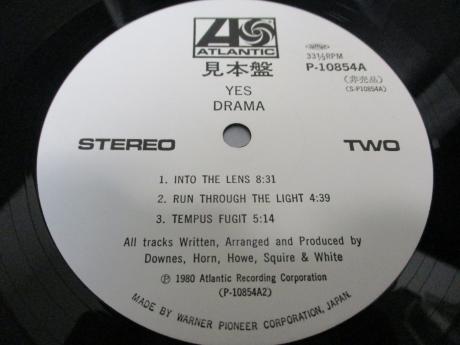 ATLANTIC
33⅓RPM
見本盤
P-10854A
(非売品)
(S-P10854A)
YES
DRAMA
STEREO
TWO
1. INTO THE LENS 8:31
2. RUN THROUGH THE LIGHT 4:39
3. TEMPUS FUGIT 5:14
All tracks Written, Arranged and Produced by
Downes, Horn, Howe, Squire & White
Ⓟ 1980 Atlantic Recording Corporation
(P-10854A2)
MADE BY WARNER PIONEER CORPORATION, JAPAN